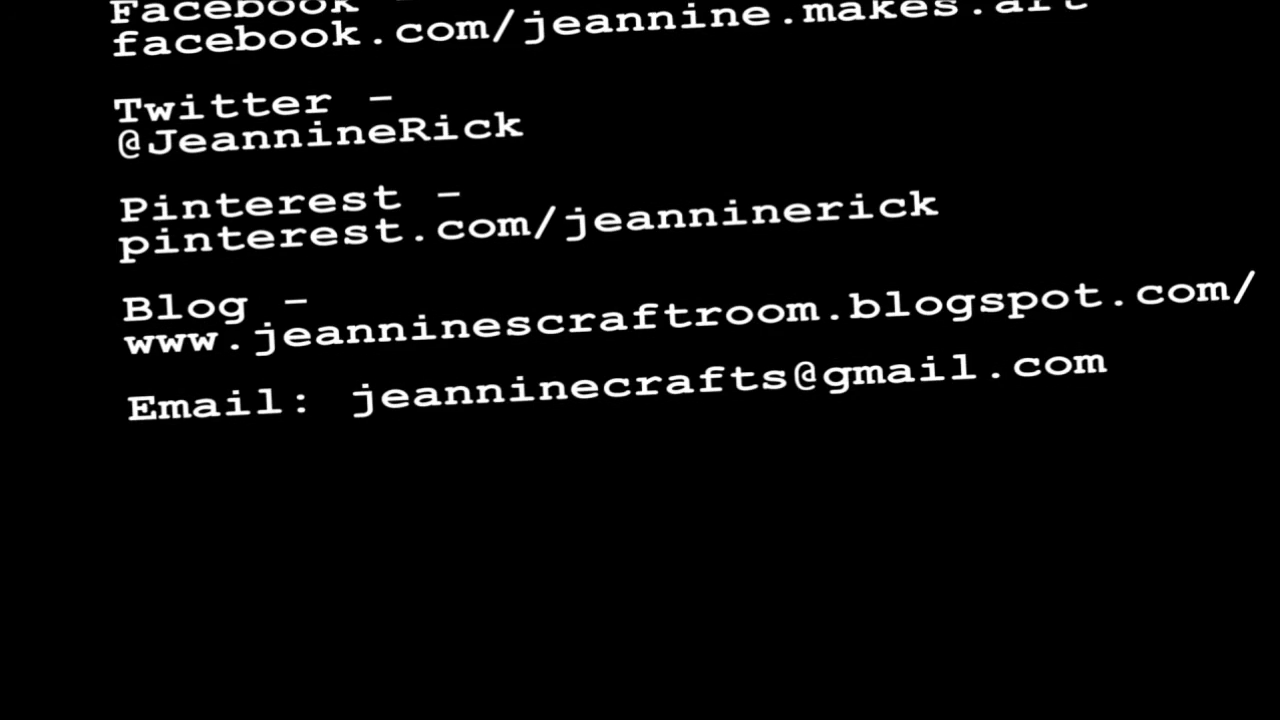 Facebook -
facebook.com/jeannine.makes.art
Twitter -
@JeannineRick
Pinterest -
pinterest.com/jeanninerick
Blog -
www.jeanninescraftroom.blogspot.com/
Email: jeanninecrafts@gmail.com